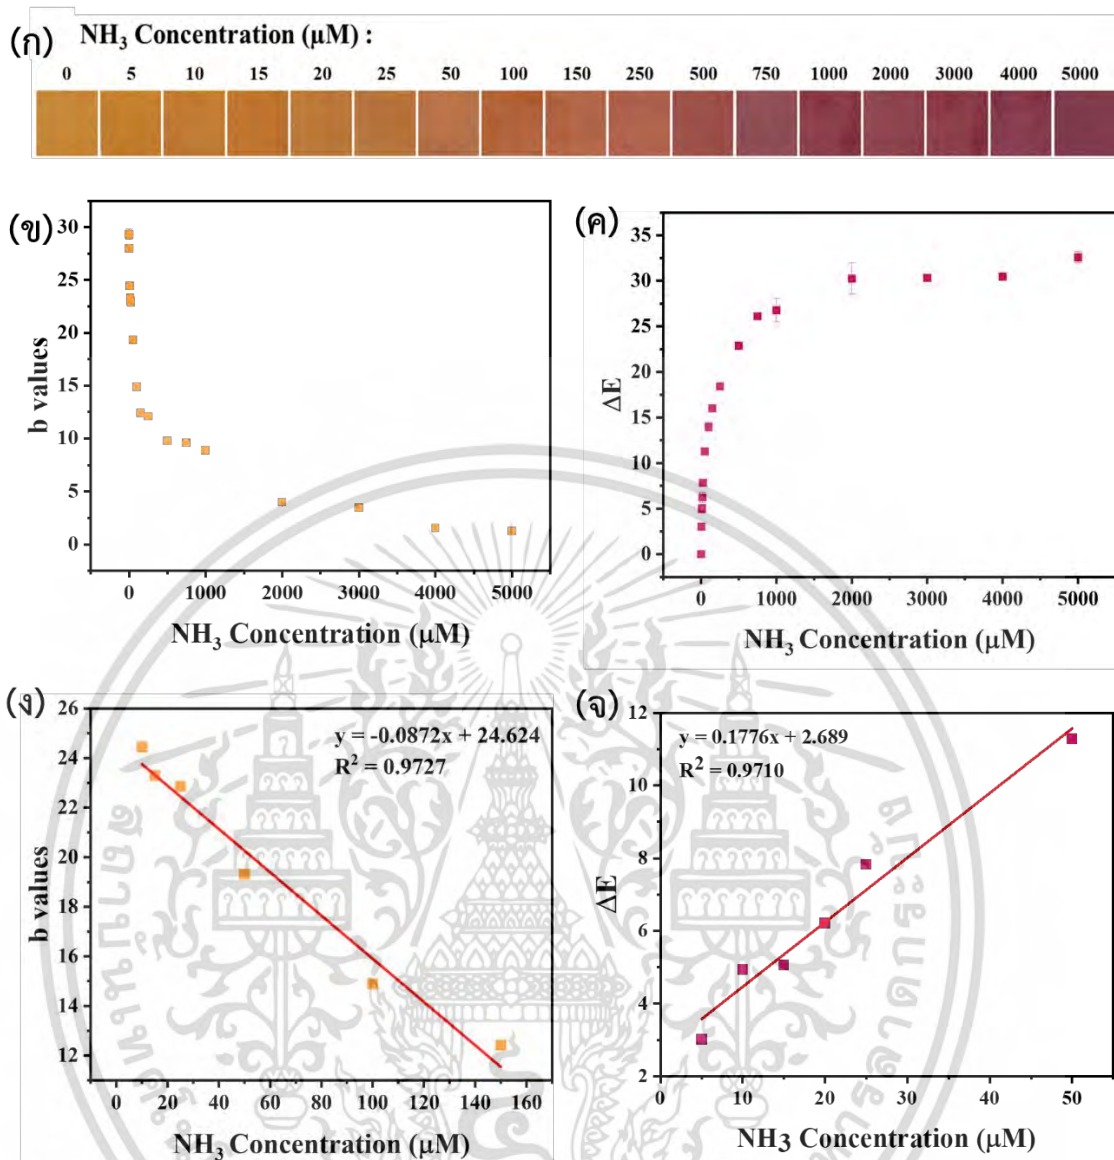 (ก) NH₃ Concentration (μM) :
0 5 10 15 20 25 50 100 150 250 500 750 1000 2000 3000 4000 5000
(ข)
30
25
20
15
10
5
0
b values
0 1000 2000 3000 4000 5000
NH₃ Concentration (μM)
(ค)
35
30
25
20
15
10
5
0
ΔE
0 1000 2000 3000 4000 5000
NH₃ Concentration (μM)
(ง)
26
24
22
20
18
16
14
12
b values
y = -0.0872x + 24.624
R² = 0.9727
0 20 40 60 80 100 120 140 160
NH₃ Concentration (μM)
(จ)
12
10
8
6
4
2
ΔE
y = 0.1776x + 2.689
R² = 0.9710
0 10 20 30 40 50
NH3 Concentration (μM)